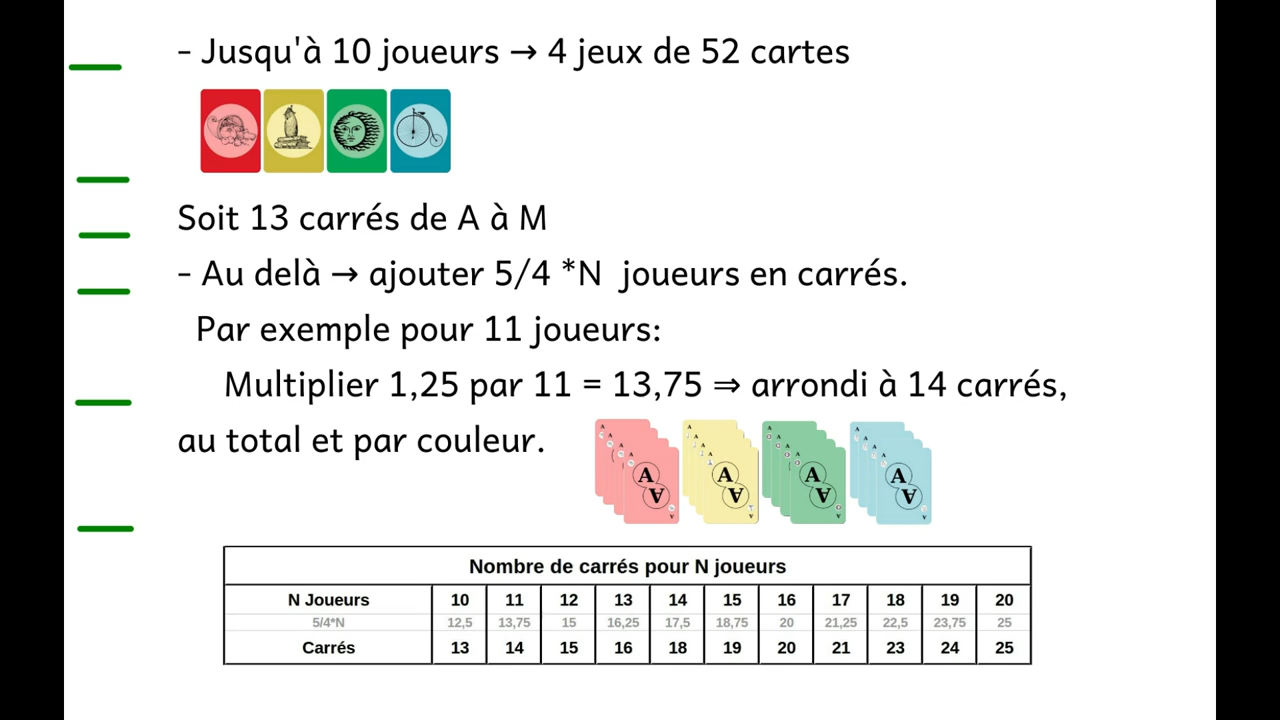 - Jusqu'à 10 joueurs → 4 jeux de 52 cartes
Soit 13 carrés de A à M
- Au delà → ajouter 5/4 *N joueurs en carrés.
Par exemple pour 11 joueurs:
Multiplier 1,25 par 11 = 13,75 ⇒ arrondi à 14 carrés,
au total et par couleur.
A A A A
A A A A
Nombre de carrés pour N joueurs
N Joueurs 10 11 12 13 14 15 16 17 18 19 20
5/4*N 12,5 13,75 15 16,25 17,5 18,75 20 21,25 22,5 23,75 25
Carrés 13 14 15 16 18 19 20 21 23 24 25